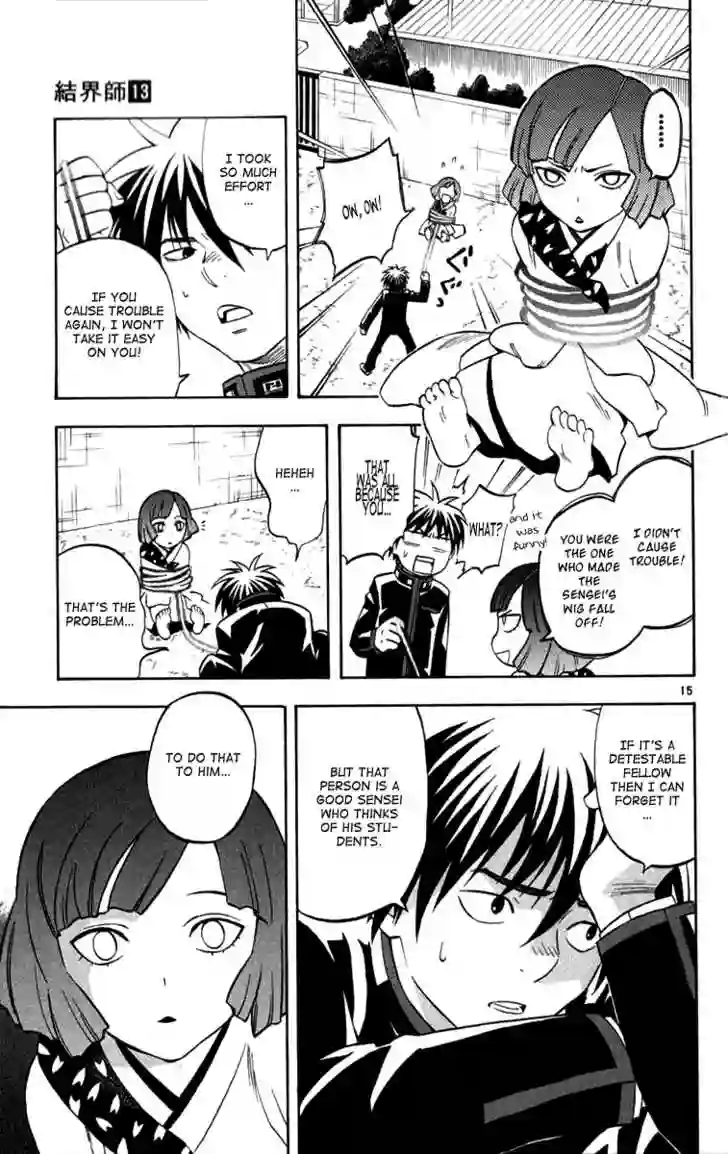 結界師13
......
OW, OW!
I TOOK
SO MUCH
EFFORT
...
IF YOU
CAUSE TROUBLE
AGAIN, I WON'T
TAKE IT EASY
ON YOU!
I DIDN'T
CAUSE
TROUBLE!
YOU WERE
THE ONE
WHO MADE
THE
SENSEI'S
WIG FALL
OFF!
and it
was
funny!
WHAT?
THAT
WAS ALL
BECAUSE
YOU...
HEHEH
...
THAT'S THE
PROBLEM...
15
IF IT'S A
DETESTABLE
FELLOW
THEN I CAN
FORGET IT
...
BUT THAT
PERSON IS A
GOOD SENSEI
WHO THINKS
OF HIS STU-
DENTS.
TO DO THAT
TO HIM...